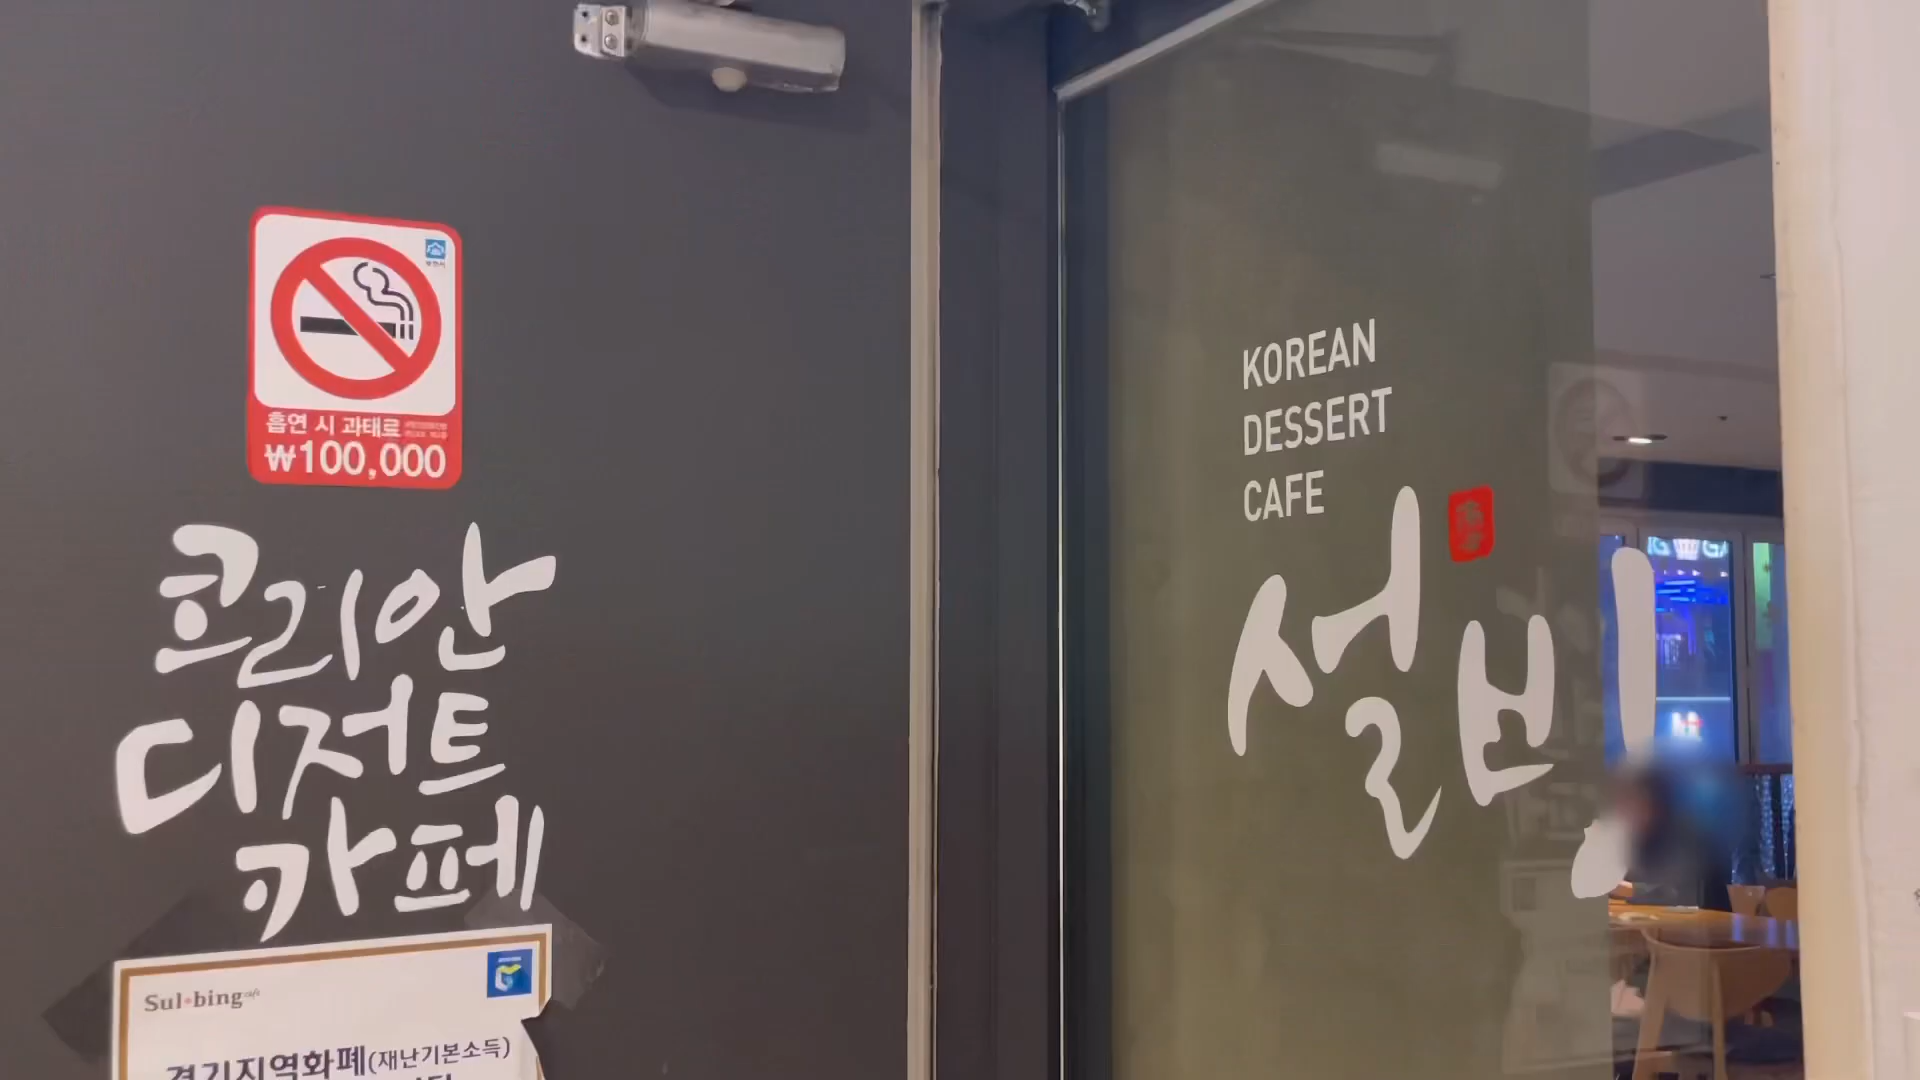 흡연 시 과태료
₩100,000
코리안
디저트
카페
Sul•bing cafe
경기지역화폐(재난기본소득)
KOREAN
DESSERT
CAFE
설빙